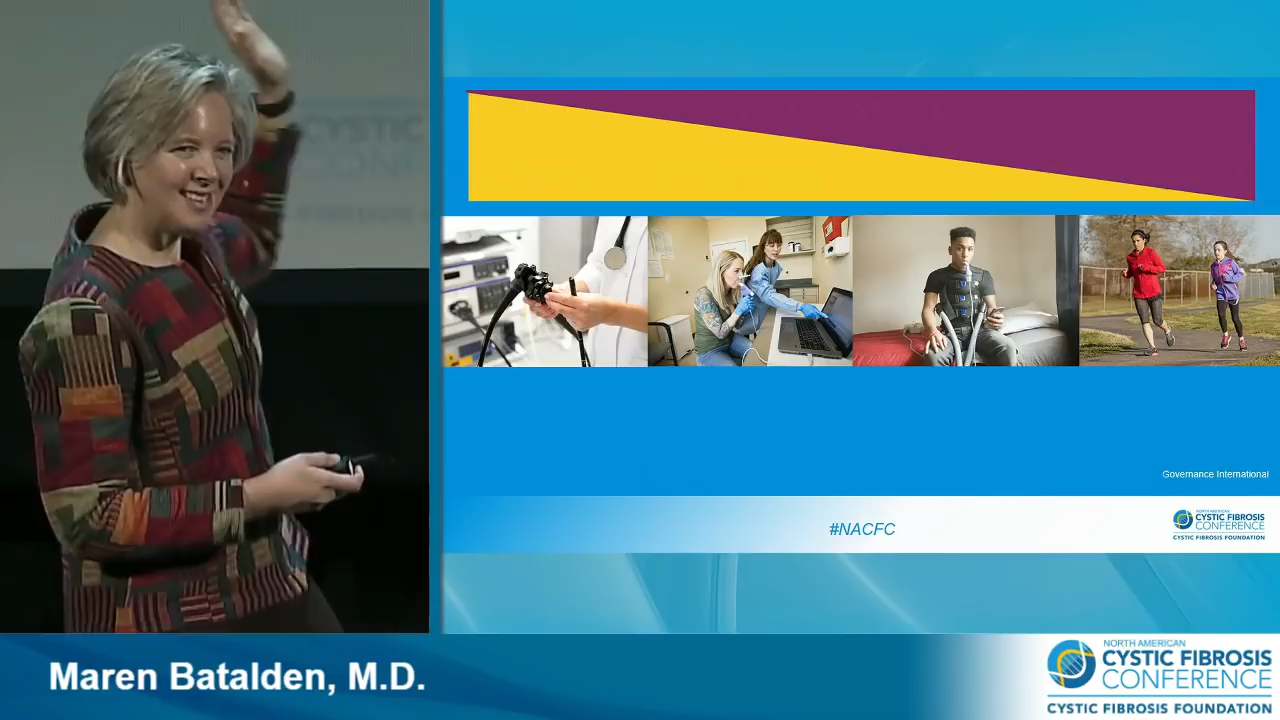 CYSTIC
Governance International
#NACFC
NORTH AMERICAN
CYSTIC FIBROSIS
CONFERENCE
CYSTIC FIBROSIS FOUNDATION
Maren Batalden, M.D.
NORTH AMERICAN
CYSTIC FIBROSIS
CONFERENCE
CYSTIC FIBROSIS FOUNDATION